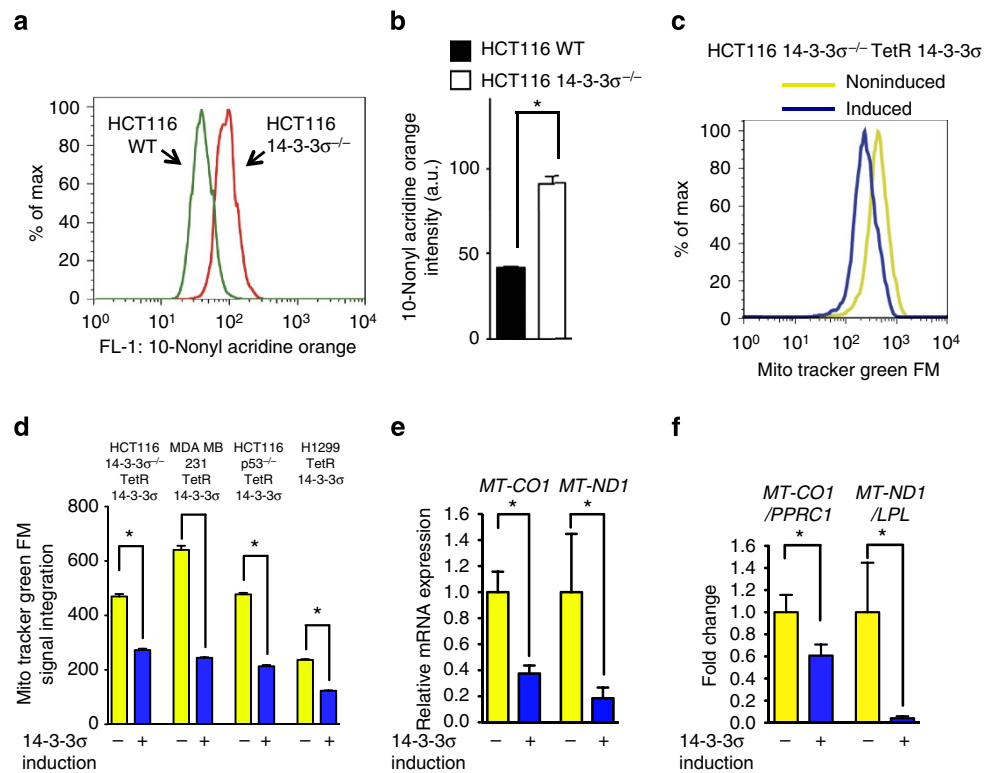 a
HCT116
WT
HCT116
14-3-3σ–/–
% of max
100
80
60
40
20
0
10⁰ 10¹ 10² 10³ 10⁴
FL-1: 10-Nonyl acridine orange
b
HCT116 WT
HCT116 14-3-3σ–/–
*
10-Nonyl acridine orange
intensity (a.u.)
100
50
0
c
HCT116 14-3-3σ–/– TetR 14-3-3σ
Noninduced
Induced
% of max
100
80
60
40
20
0
10⁰ 10¹ 10² 10³ 10⁴
Mito tracker green FM
d
HCT116
14-3-3σ–/–
TetR
14-3-3σ
MDA MB
231
TetR
14-3-3σ
HCT116
p53–/–
TetR
14-3-3σ
H1299
TetR
14-3-3σ
Mito tracker green FM
signal integration
800
600
400
200
0
* * *
– + – + – + – +
14-3-3σ
induction
e
MT-CO1 MT-ND1
* *
Relative mRNA expression
1.6
1.4
1.2
1.0
0.8
0.6
0.4
0.2
0.0
– + – +
14-3-3σ
induction
f
MT-CO1
/PPRC1
MT-ND1
/LPL
* *
Fold change
1.6
1.4
1.2
1.0
0.8
0.6
0.4
0.2
0.0
– + – +
14-3-3σ
induction